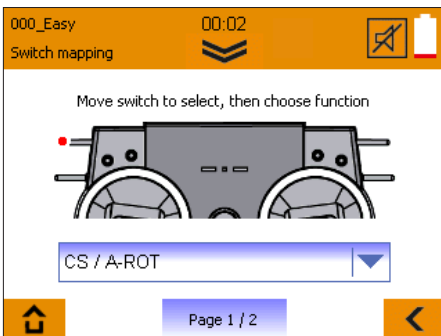 000_Easy
00:02
Switch mapping
Move switch to select, then choose function
CS / A-ROT
Page 1 / 2